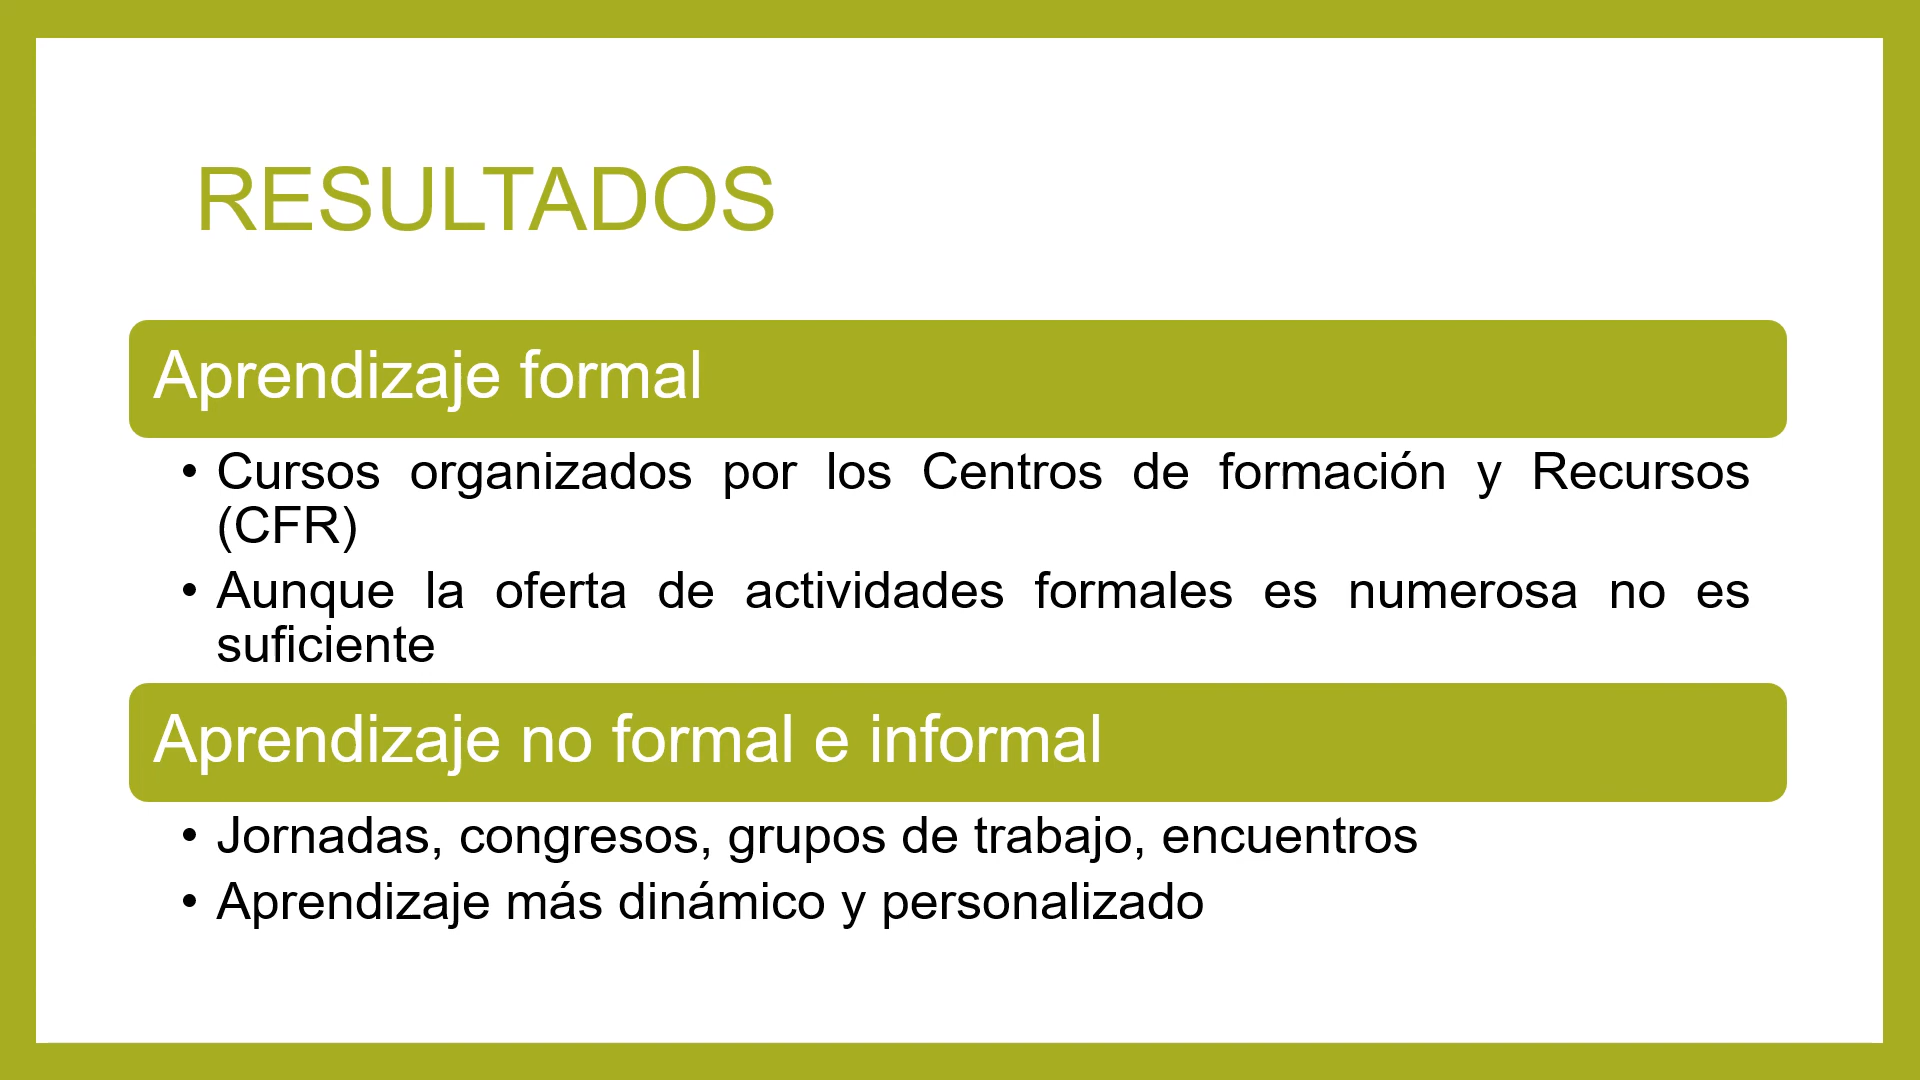 RESULTADOS
Aprendizaje formal
• Cursos organizados por los Centros de formación y Recursos
(CFR)
• Aunque la oferta de actividades formales es numerosa no es
suficiente
Aprendizaje no formal e informal
• Jornadas, congresos, grupos de trabajo, encuentros
• Aprendizaje más dinámico y personalizado